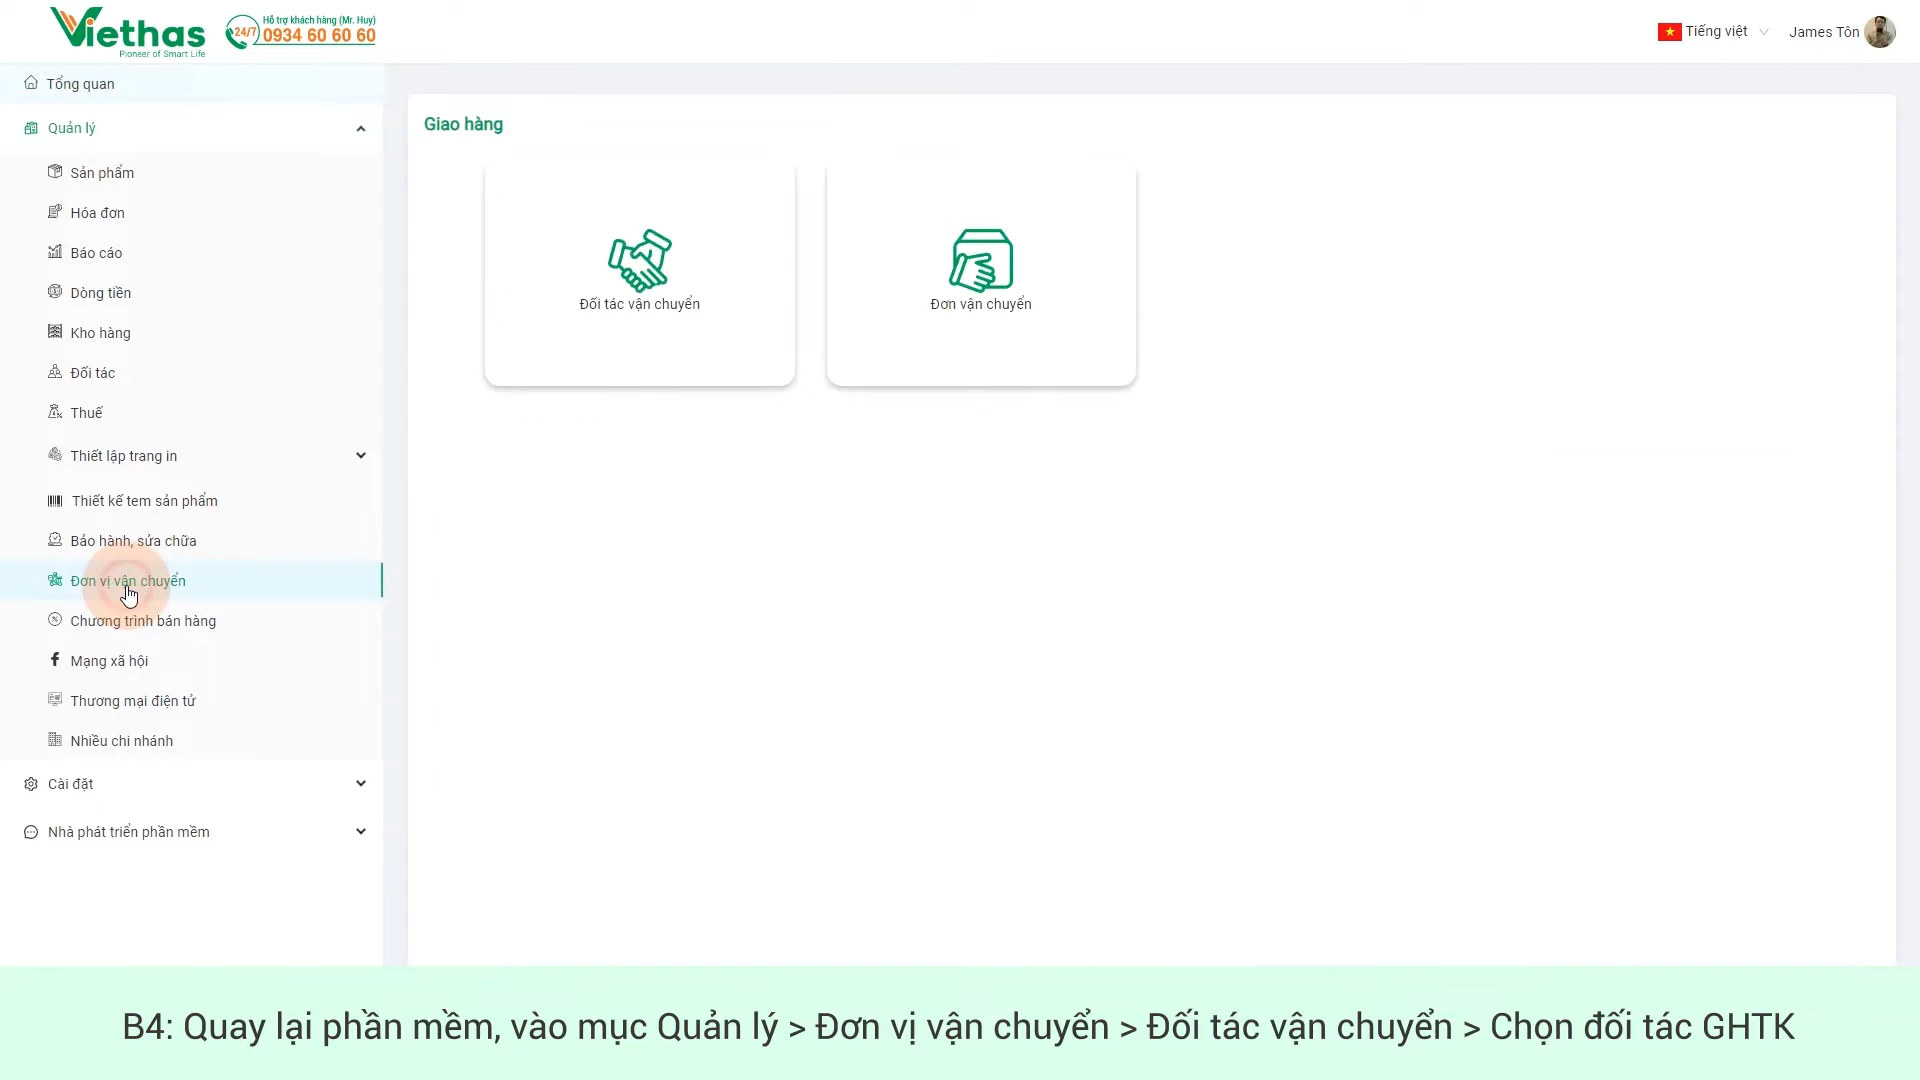 Viethas
Pioneer of Smart Life
24/7
Hỗ trợ khách hàng (Mr. Huy)
0934 60 60 60
Tiếng việt
James Tôn
Tổng quan
Quản lý
Sản phẩm
Hóa đơn
Báo cáo
Dòng tiền
Kho hàng
Đối tác
Thuế
Thiết lập trang in
Thiết kế tem sản phẩm
Bảo hành, sửa chữa
Đơn vị vận chuyển
Chương trình bán hàng
Mạng xã hội
Thương mại điện tử
Nhiều chi nhánh
Cài đặt
Nhà phát triển phần mềm
Giao hàng
Đối tác vận chuyển
Đơn vận chuyển
B4: Quay lại phần mềm, vào mục Quản lý > Đơn vị vận chuyển > Đối tác vận chuyển > Chọn đối tác GHTK